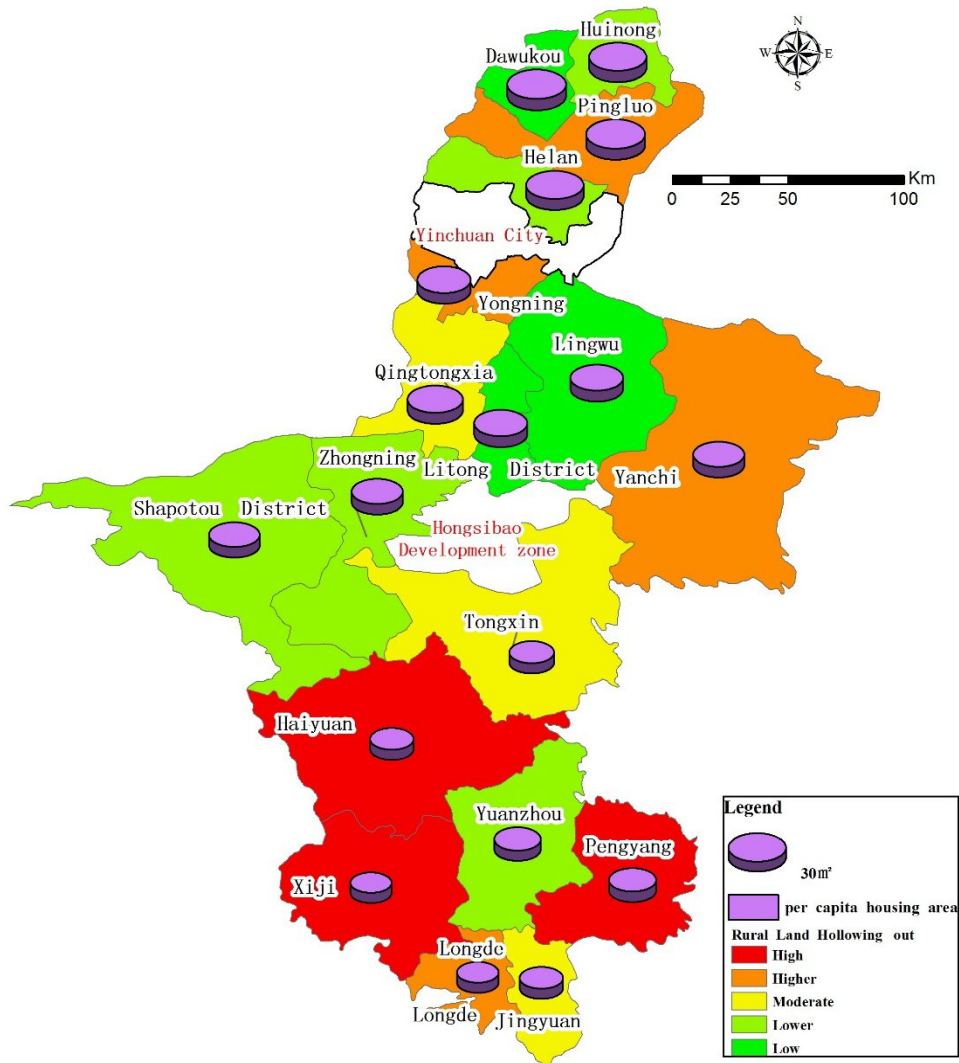 Huinong
N
Dawukou
W E
S
Pingluo
Helan
Km
0 25 50 100
Yinchuan City
Yongning
Lingwu
Qingtongxia
Zhongning
Litong District
Yanchi
Shapotou District
Hongsibao
Development zone
Tongxin
Haiyuan
Yuanzhou
Pengyang
Xiji
Longde
Longde
Jingyuan
Legend
30㎡
per capita housing area
Rural Land Hollowing out
High
Higher
Moderate
Lower
Low